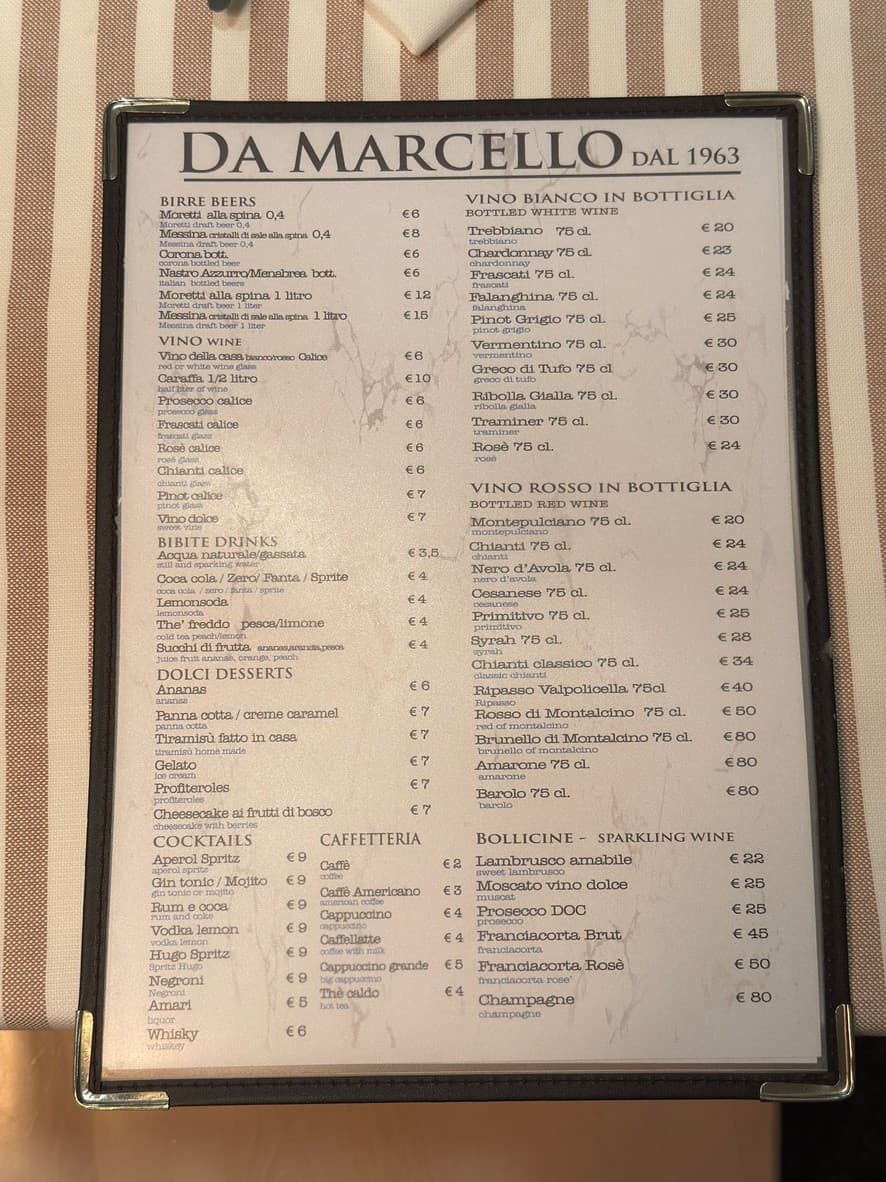 DA MARCELLO DAL 1963
BIRRE BEERS
Moretti alla spina 0,4 € 6
Moretti draft beer 0,4
Messina cristalli di sale alla spina 0,4 € 8
Messina draft beer 0,4
Corona bott. € 6
corona bottled beer
Nastro Azzurro/Menabrea bott. € 6
italian bottled beers
Moretti alla spina 1 litro € 12
Moretti draft beer 1 liter
Messina cristalli di sale alla spina 1 litro € 15
Messina draft beer 1 liter
VINO WINE
Vino della casa bianco/rosso Calice € 6
red or white wine glass
Caraffa 1/2 litro € 10
half liter of wine
Prosecco calice € 6
prosecco glass
Frascati calice € 6
frascati glass
Rosè calice € 6
rosè glass
Chianti calice € 6
chianti glass
Pinot calice € 7
pinot glass
Vino dolce € 7
sweet vine
BIBITE DRINKS
Acqua naturale/gassata € 3,5
still and sparking water
Coca cola / Zero/ Fanta / Sprite € 4
coca cola / zero / fanta / sprite
Lemonsoda € 4
lemonsoda
The' freddo pesca/limone € 4
cold tea peach/lemon
Succhi di frutta ananas,arancia,pesca € 4
juice fruit ananas, orange, peach
DOLCI DESSERTS
Ananas € 6
ananas
Panna cotta / creme caramel € 7
panna cotta
Tiramisù fatto in casa € 7
tiramisù home made
Gelato € 7
ice cream
Profiteroles € 7
profiteroles
Cheesecake ai frutti di bosco € 7
cheesecake with berries
COCKTAILS
Aperol Spritz € 9
aperol spritz
Gin tonic / Mojito € 9
gin tonic or mojito
Rum e coca € 9
rum and coke
Vodka lemon € 9
vodka lemon
Hugo Spritz € 9
Spritz Hugo
Negroni € 9
Negroni
Amari € 5
liquor
Whisky € 6
whiskey
CAFFETTERIA
Caffè € 2
coffee
Caffè Americano € 3
american coffee
Cappuccino € 4
cappuccino
Caffellatte € 4
coffee with milk
Cappuccino grande € 5
big cappuccino
Thè caldo € 4
hot tea
VINO BIANCO IN BOTTIGLIA
BOTTLED WHITE WINE
Trebbiano 75 cl. € 20
trebbiano
Chardonnay 75 cl. € 23
chardonnay
Frascati 75 cl. € 24
frascati
Falanghina 75 cl. € 24
falanghina
Pinot Grigio 75 cl. € 25
pinot grigio
Vermentino 75 cl. € 30
vermentino
Greco di Tufo 75 cl € 30
greco di tufo
Ribolla Gialla 75 cl. € 30
ribolla gialla
Traminer 75 cl. € 30
traminer
Rosè 75 cl. € 24
rosè
VINO ROSSO IN BOTTIGLIA
BOTTLED RED WINE
Montepulciano 75 cl. € 20
montepulciano
Chianti 75 cl. € 24
chianti
Nero d'Avola 75 cl. € 24
nero d'avola
Cesanese 75 cl. € 24
cesanese
Primitivo 75 cl. € 25
primitivo
Syrah 75 cl. € 28
syrah
Chianti classico 75 cl. € 34
classic chianti
Ripasso Valpolicella 75cl € 40
Ripasso
Rosso di Montalcino 75 cl. € 50
red of montalcino
Brunello di Montalcino 75 cl. € 80
brunello of montalcino
Amarone 75 cl. € 80
amarone
Barolo 75 cl. € 80
barolo
BOLLICINE - SPARKLING WINE
Lambrusco amabile € 22
sweet lambrusco
Moscato vino dolce € 25
muscat
Prosecco DOC € 25
prosecco
Franciacorta Brut € 45
franciacorta
Franciacorta Rosè € 50
franciacorta rose'
Champagne € 80
champagne